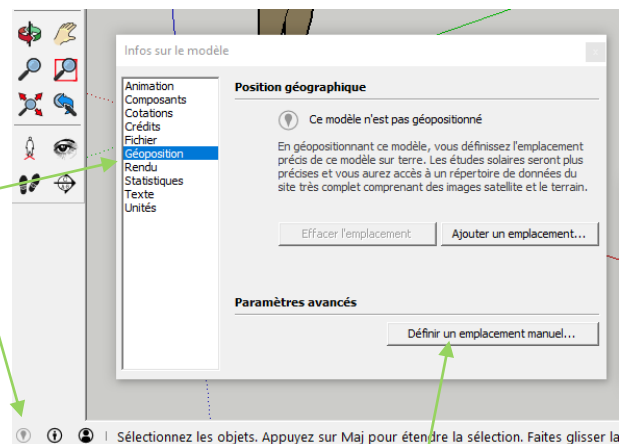 Infos sur le modèle
Animation
Composants
Cotations
Crédits
Fichier
Géoposition
Rendu
Statistiques
Texte
Unités
Position géographique
Ce modèle n'est pas géopositionné
En géopositionnant ce modèle, vous définissez l'emplacement
précis de ce modèle sur terre. Les études solaires seront plus
précises et vous aurez accès à un répertoire de données du
site très complet comprenant des images satellite et le terrain.
Effacer l'emplacement
Ajouter un emplacement...
Paramètres avancés
Définir un emplacement manuel...
Sélectionnez les objets. Appuyez sur Maj pour étendre la sélection. Faites glisser la